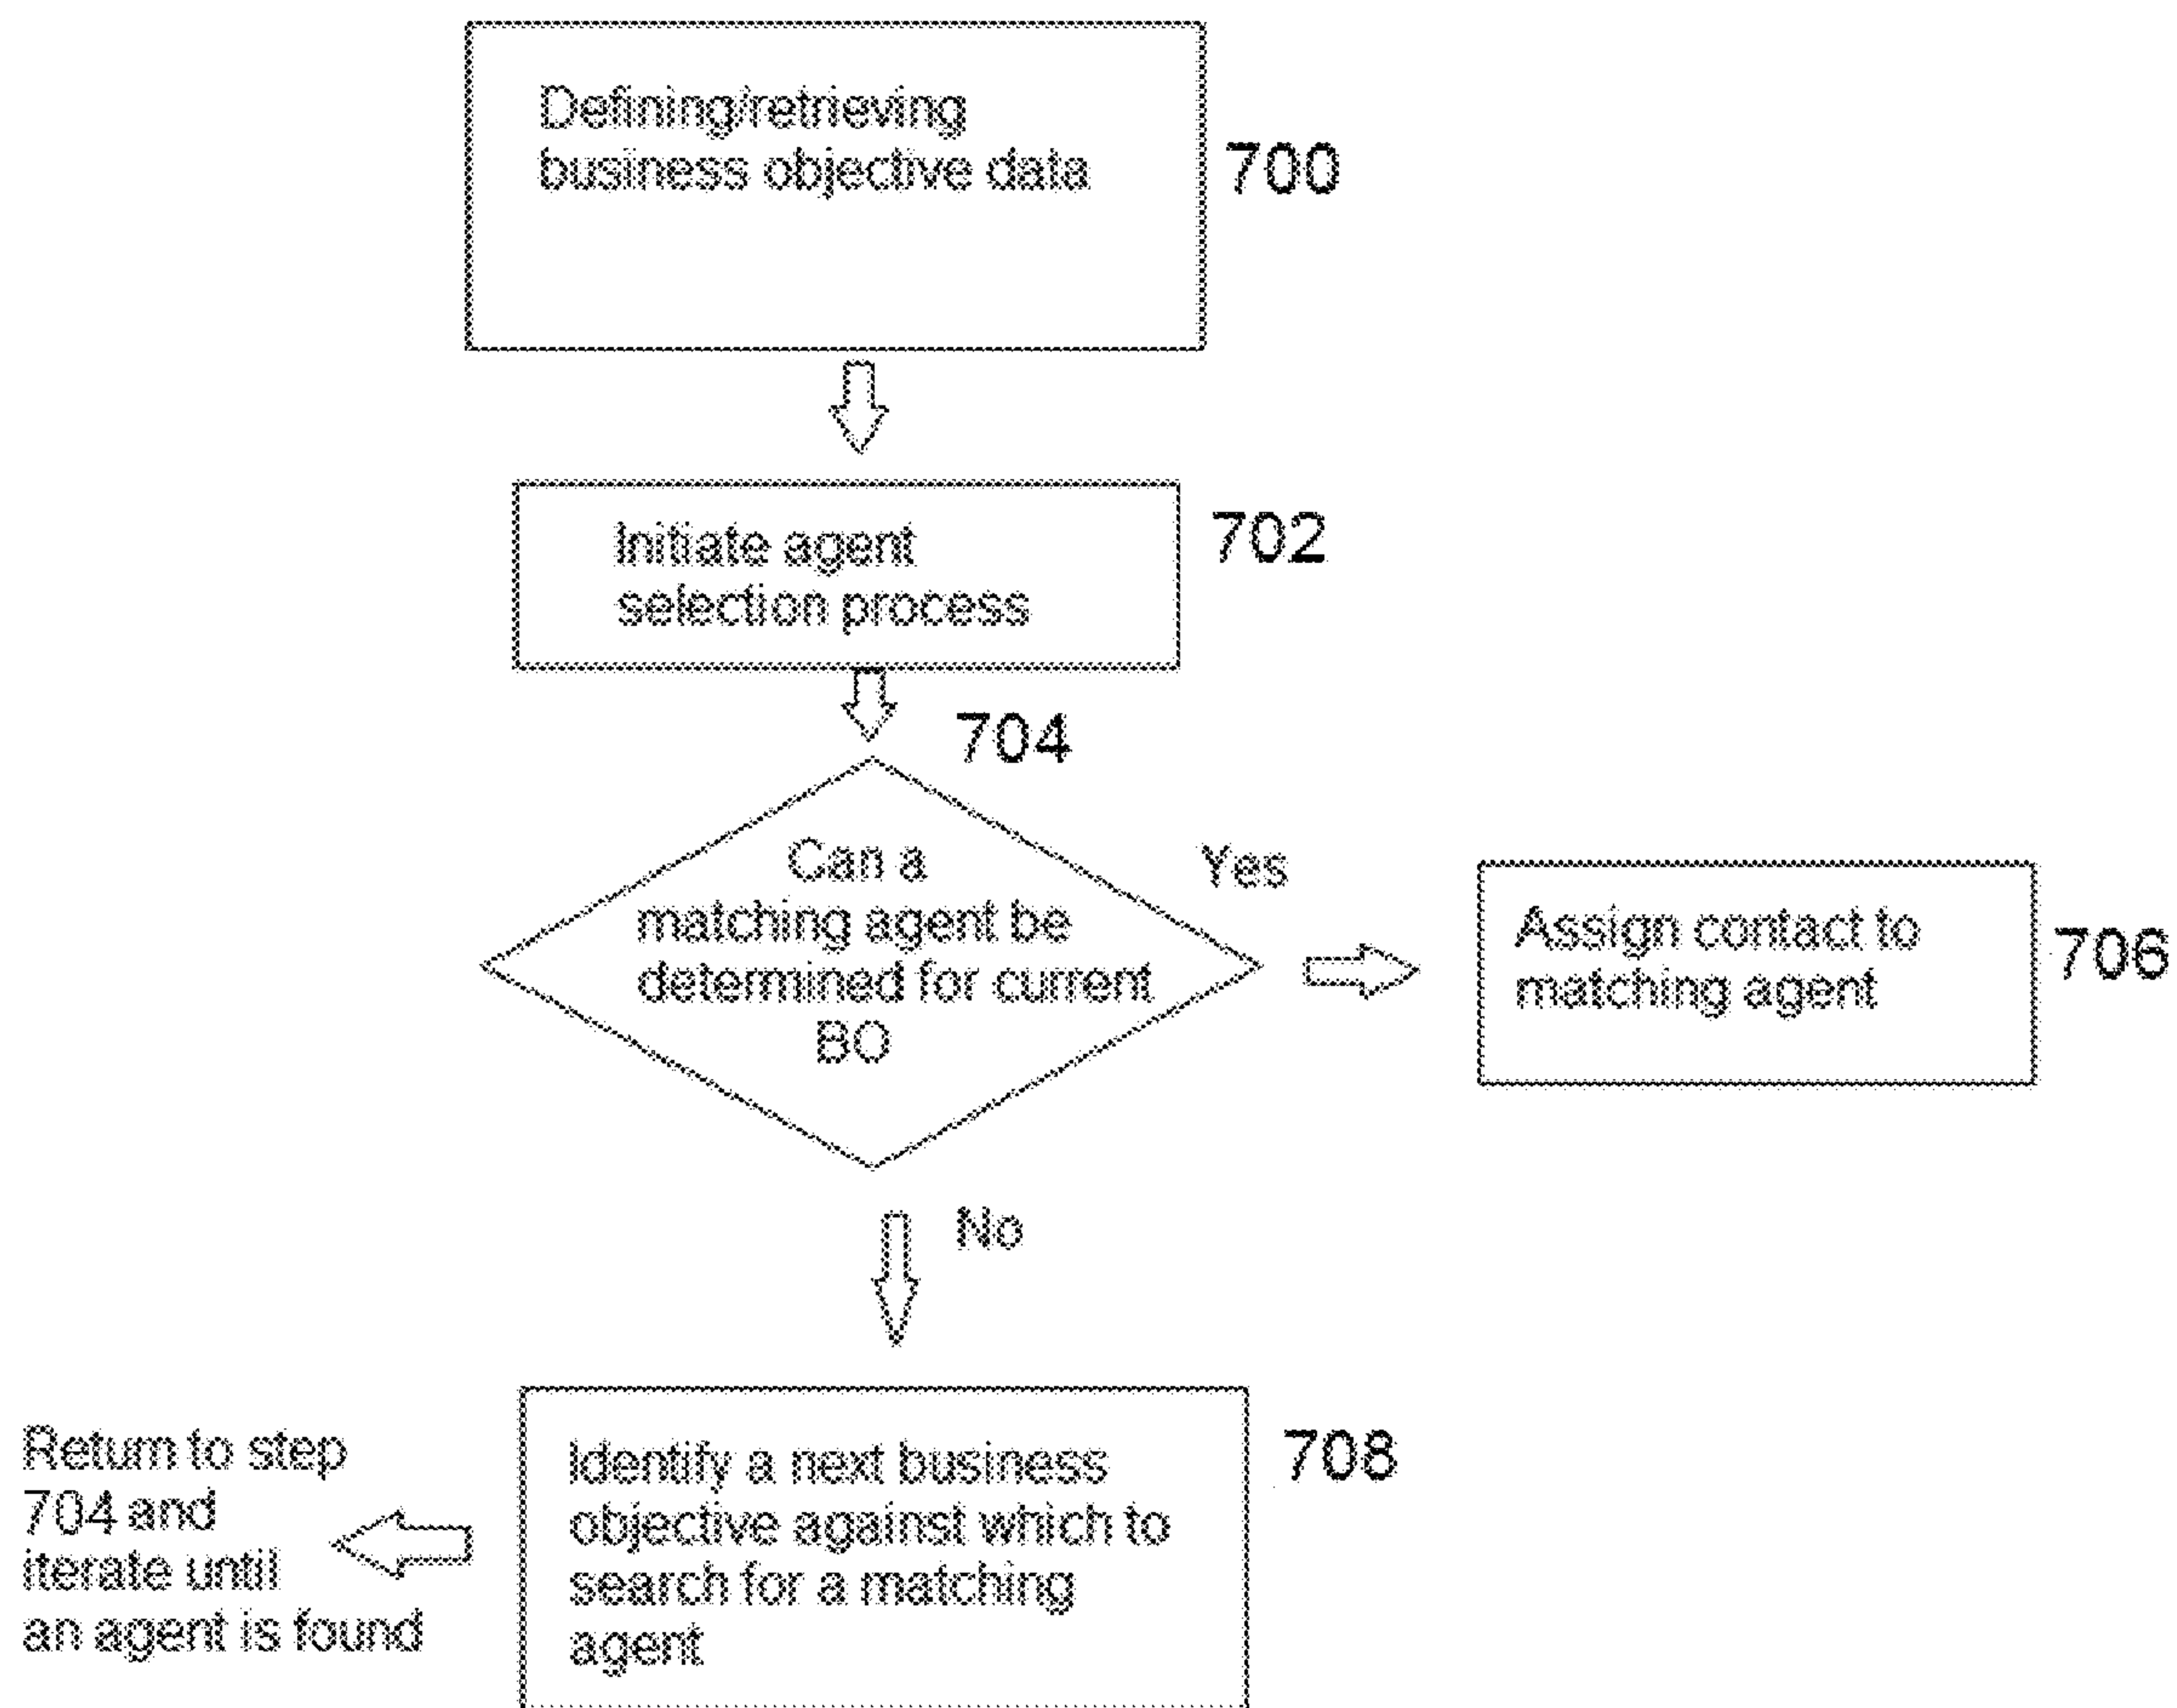 Defining/retrieving
business objective data
700
Initiate agent
selection process
702
704
Can a
matching agent be
determined for current
BO
Yes
Assign contact to
matching agent
706
No
Identify a next business
objective against which to
search for a matching
agent
708
Return to step
704 and
iterate until
an agent is found